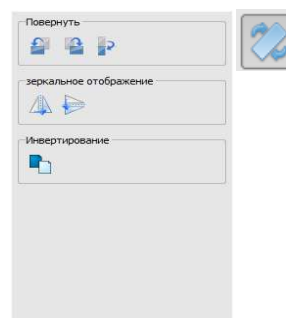 Повернуть
зеркальное отображение
Инвертирование